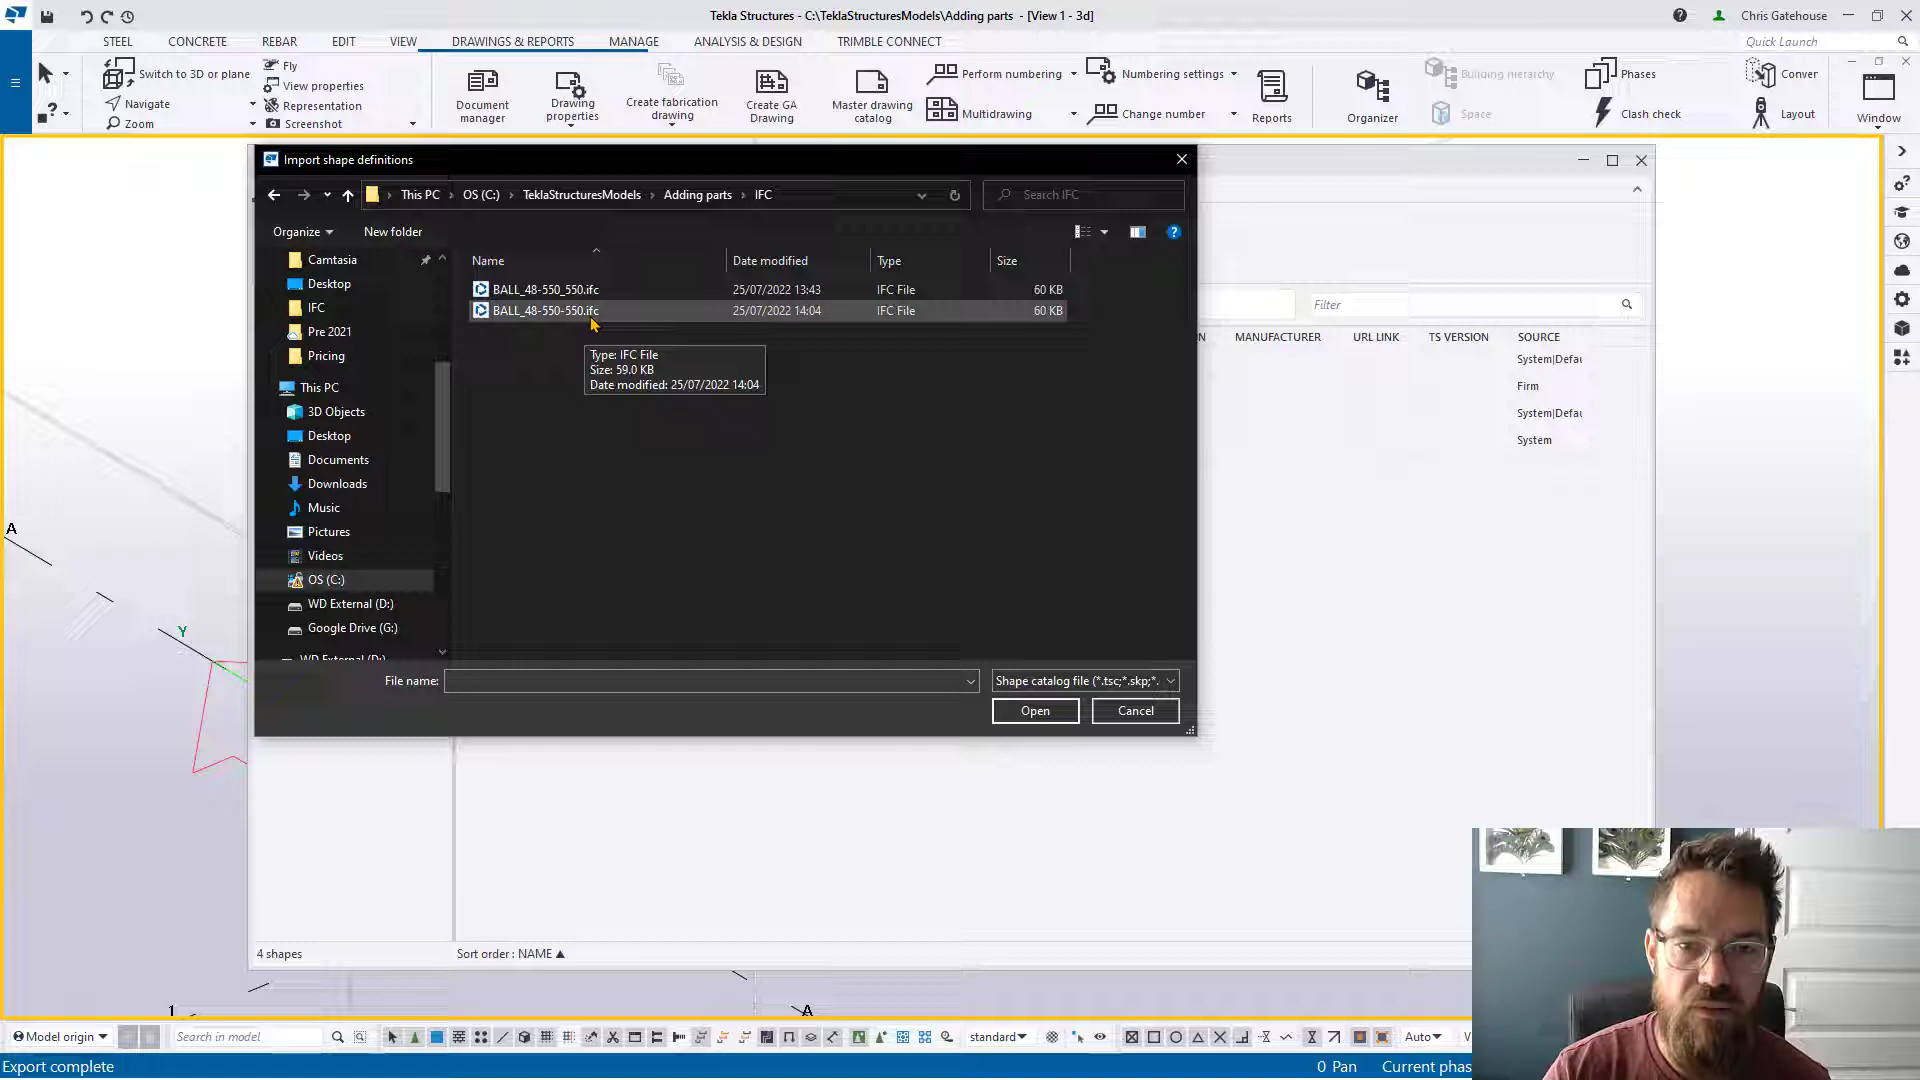 Tekla Structures - C:\TeklaStructuresModels\Adding parts - [View 1 - 3d]
Chris Gatehouse
STEEL CONCRETE REBAR EDIT VIEW DRAWINGS & REPORTS MANAGE ANALYSIS & DESIGN TRIMBLE CONNECT
Quick Launch
Switch to 3D or plane
Navigate
Zoom
Fly
View properties
Representation
Screenshot
Document manager
Drawing properties
Create fabrication drawing
Create GA Drawing
Master drawing catalog
Perform numbering
Multidrawing
Numbering settings
Change number
Reports
Organizer
Building hierarchy
Space
Phases
Clash check
Conver
Layout
Window
Import shape definitions
This PC > OS (C:) > TeklaStructuresModels > Adding parts > IFC
Search IFC
Organize
New folder
Name Date modified Type Size
BALL_48-550_550.ifc 25/07/2022 13:43 IFC File 60 KB
BALL_48-550-550.ifc 25/07/2022 14:04 IFC File 60 KB
Type: IFC File
Size: 59.0 KB
Date modified: 25/07/2022 14:04
Camtasia
Desktop
IFC
Pre 2021
Pricing
This PC
3D Objects
Desktop
Documents
Downloads
Music
Pictures
Videos
OS (C:)
WD External (D:)
Google Drive (G:)
WD External (D:)
File name:
Shape catalog file (*.tsc;*.skp;*.
Open
Cancel
Filter
N MANUFACTURER URL LINK TS VERSION SOURCE
System|Defau
Firm
System|Defau
System
A
Y
4 shapes
Sort order : NAME ▲
1
A
Model origin
Search in model
standard
Auto
V
Export complete
0 Pan
Current phas